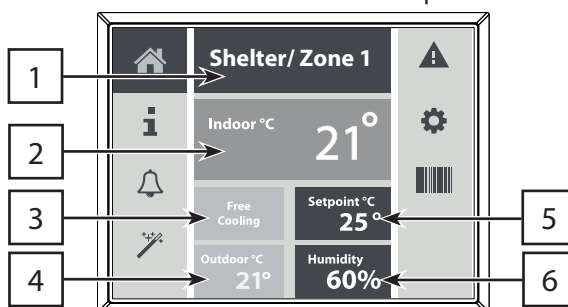 Shelter/ Zone 1
1
Indoor °C
21°
2
Free
Cooling
3
Setpoint °C
25°
5
Outdoor °C
21°
4
Humidity
60%
6